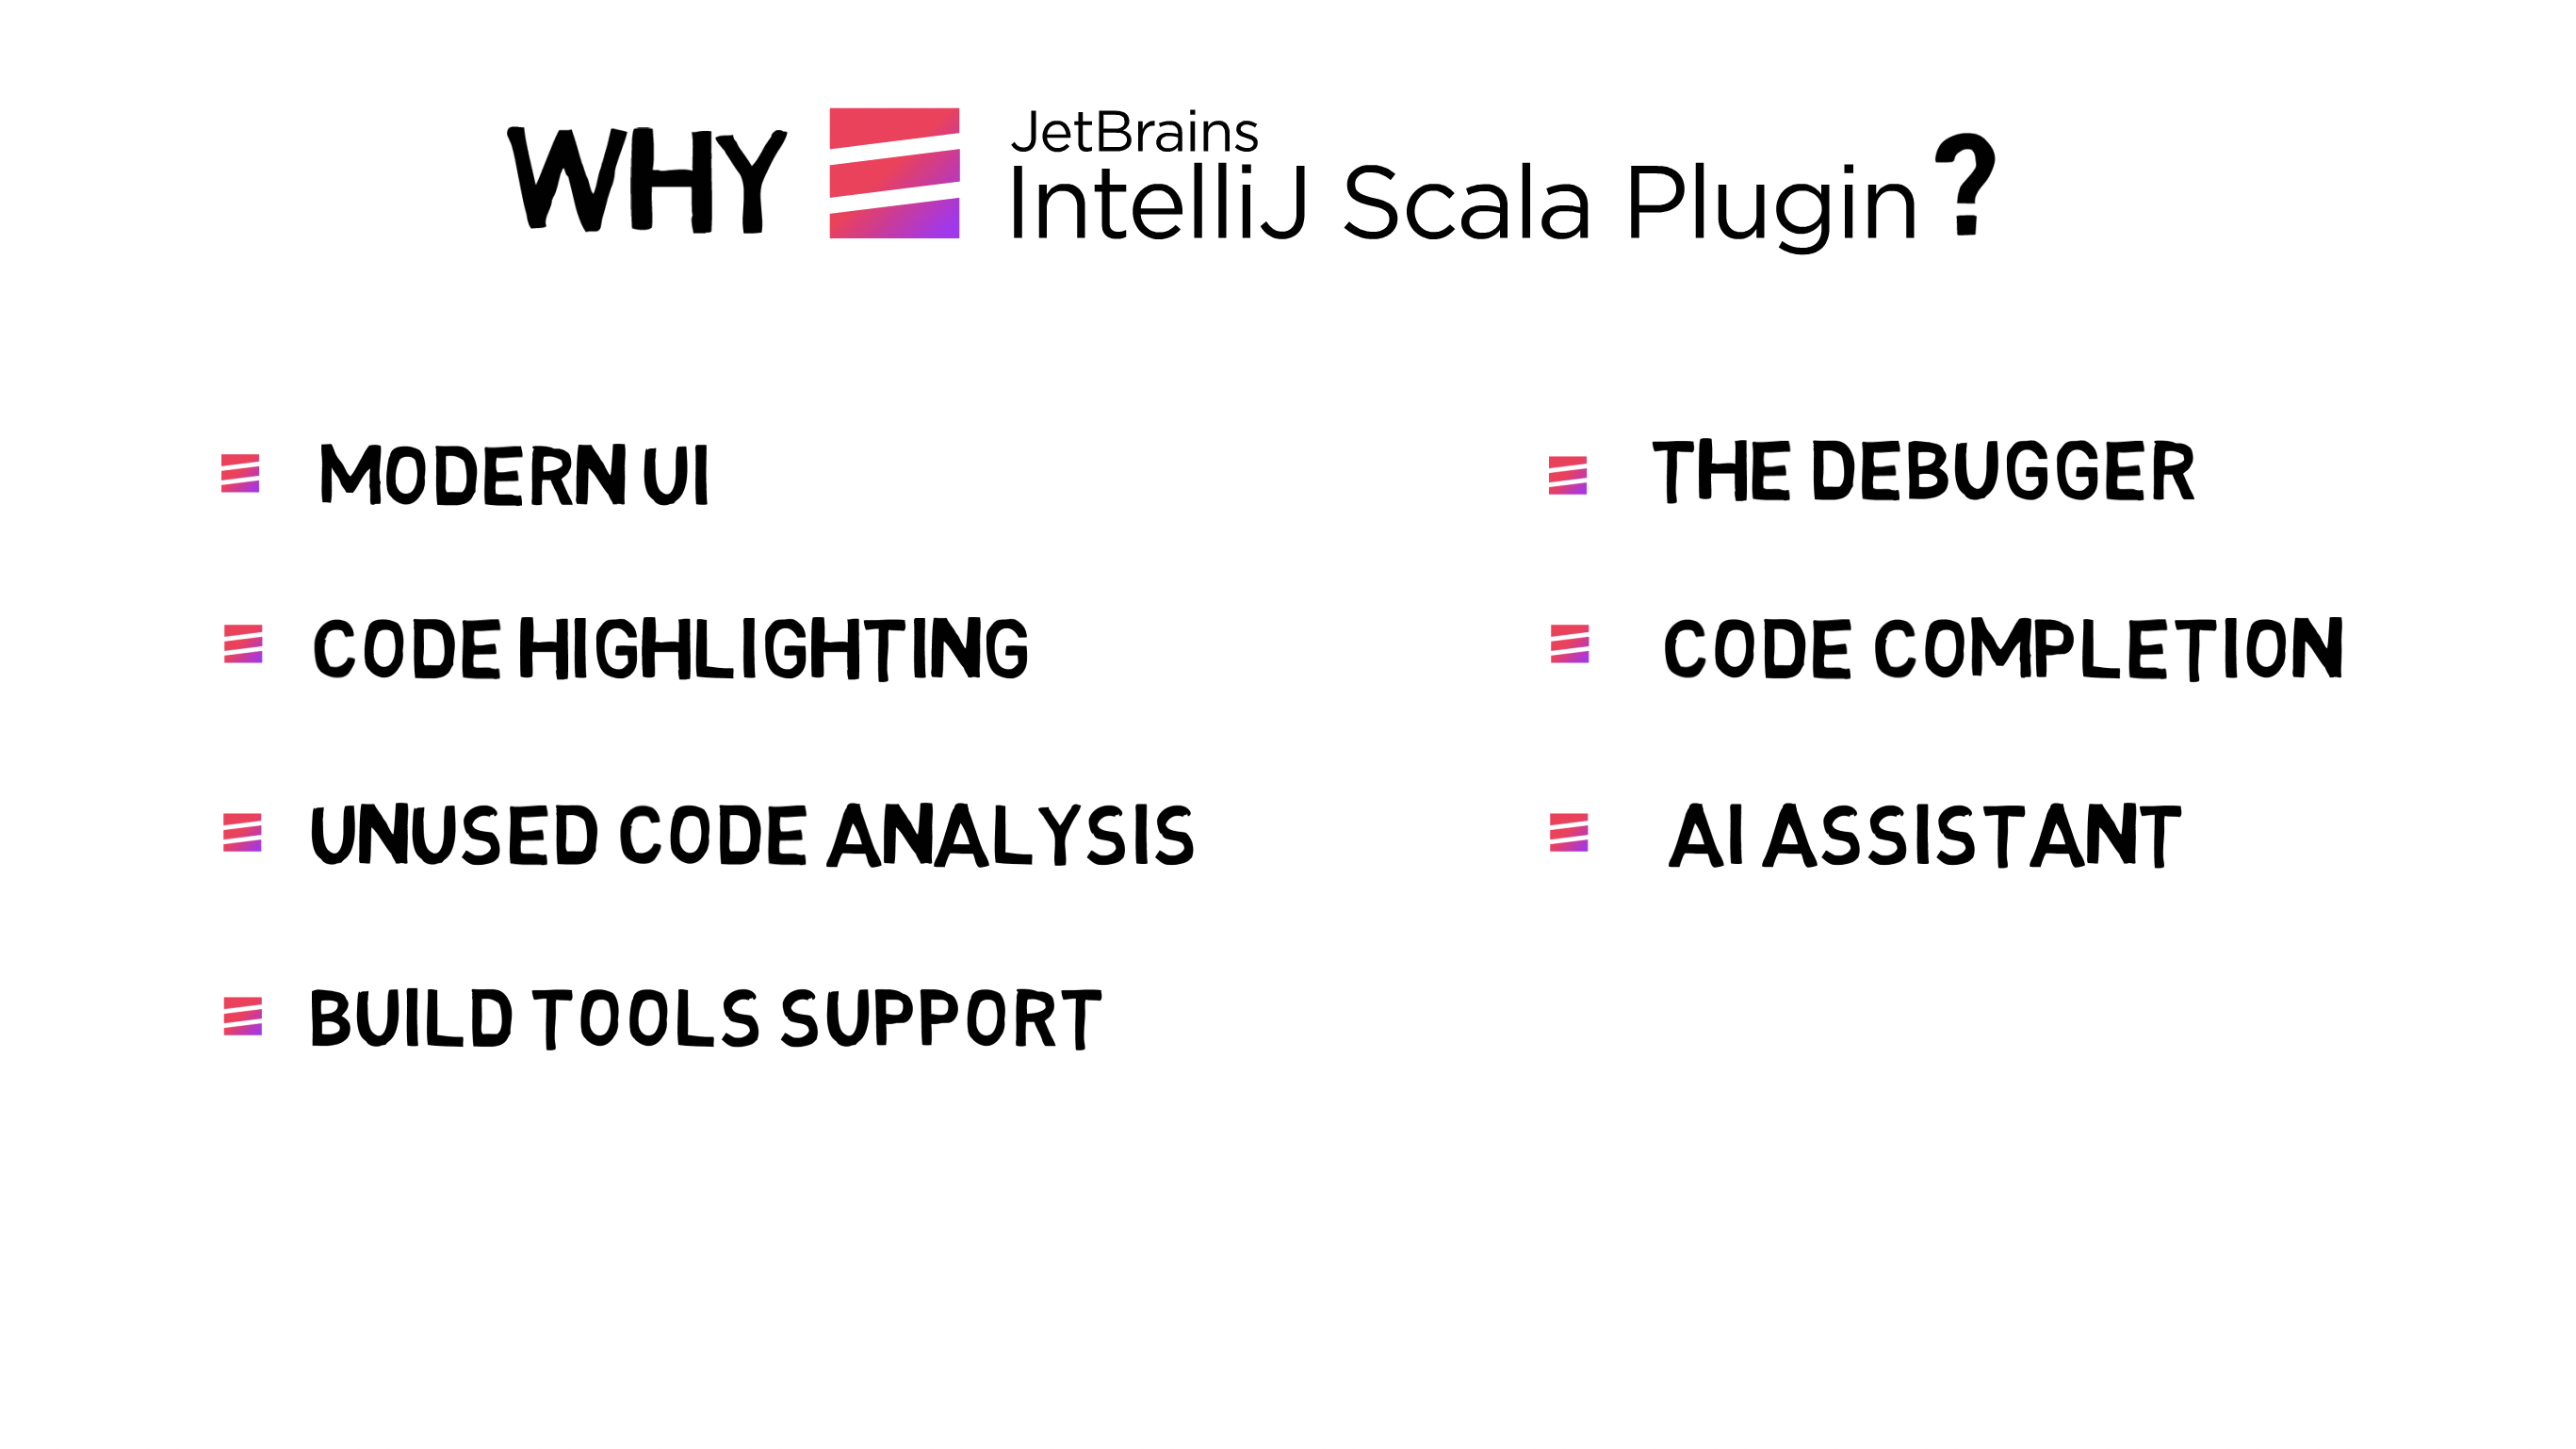 WHY JetBrains IntelliJ Scala Plugin?
MODERN UI
CODE HIGHLIGHTING
UNUSED CODE ANALYSIS
BUILD TOOLS SUPPORT
THE DEBUGGER
CODE COMPLETION
AI ASSISTANT